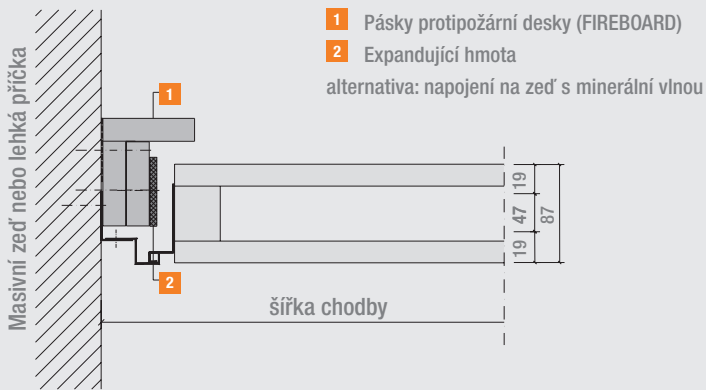 1 Pásky protipožární desky (FIREBOARD)
2 Expandující hmota
alternativa: napojení na zeď s minerální vlnou
Masivní zeď nebo lehká příčka
1
19
47
87
19
2
šířka chodby